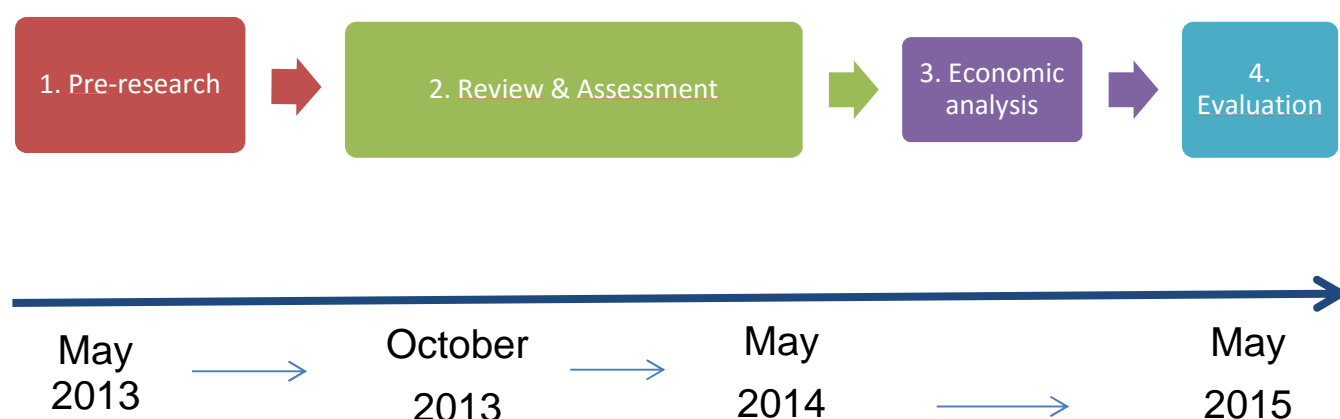 1. Pre-research
2. Review & Assessment
3. Economic
analysis
4.
Evaluation
May
2013
October
2013
May
2014
May
2015